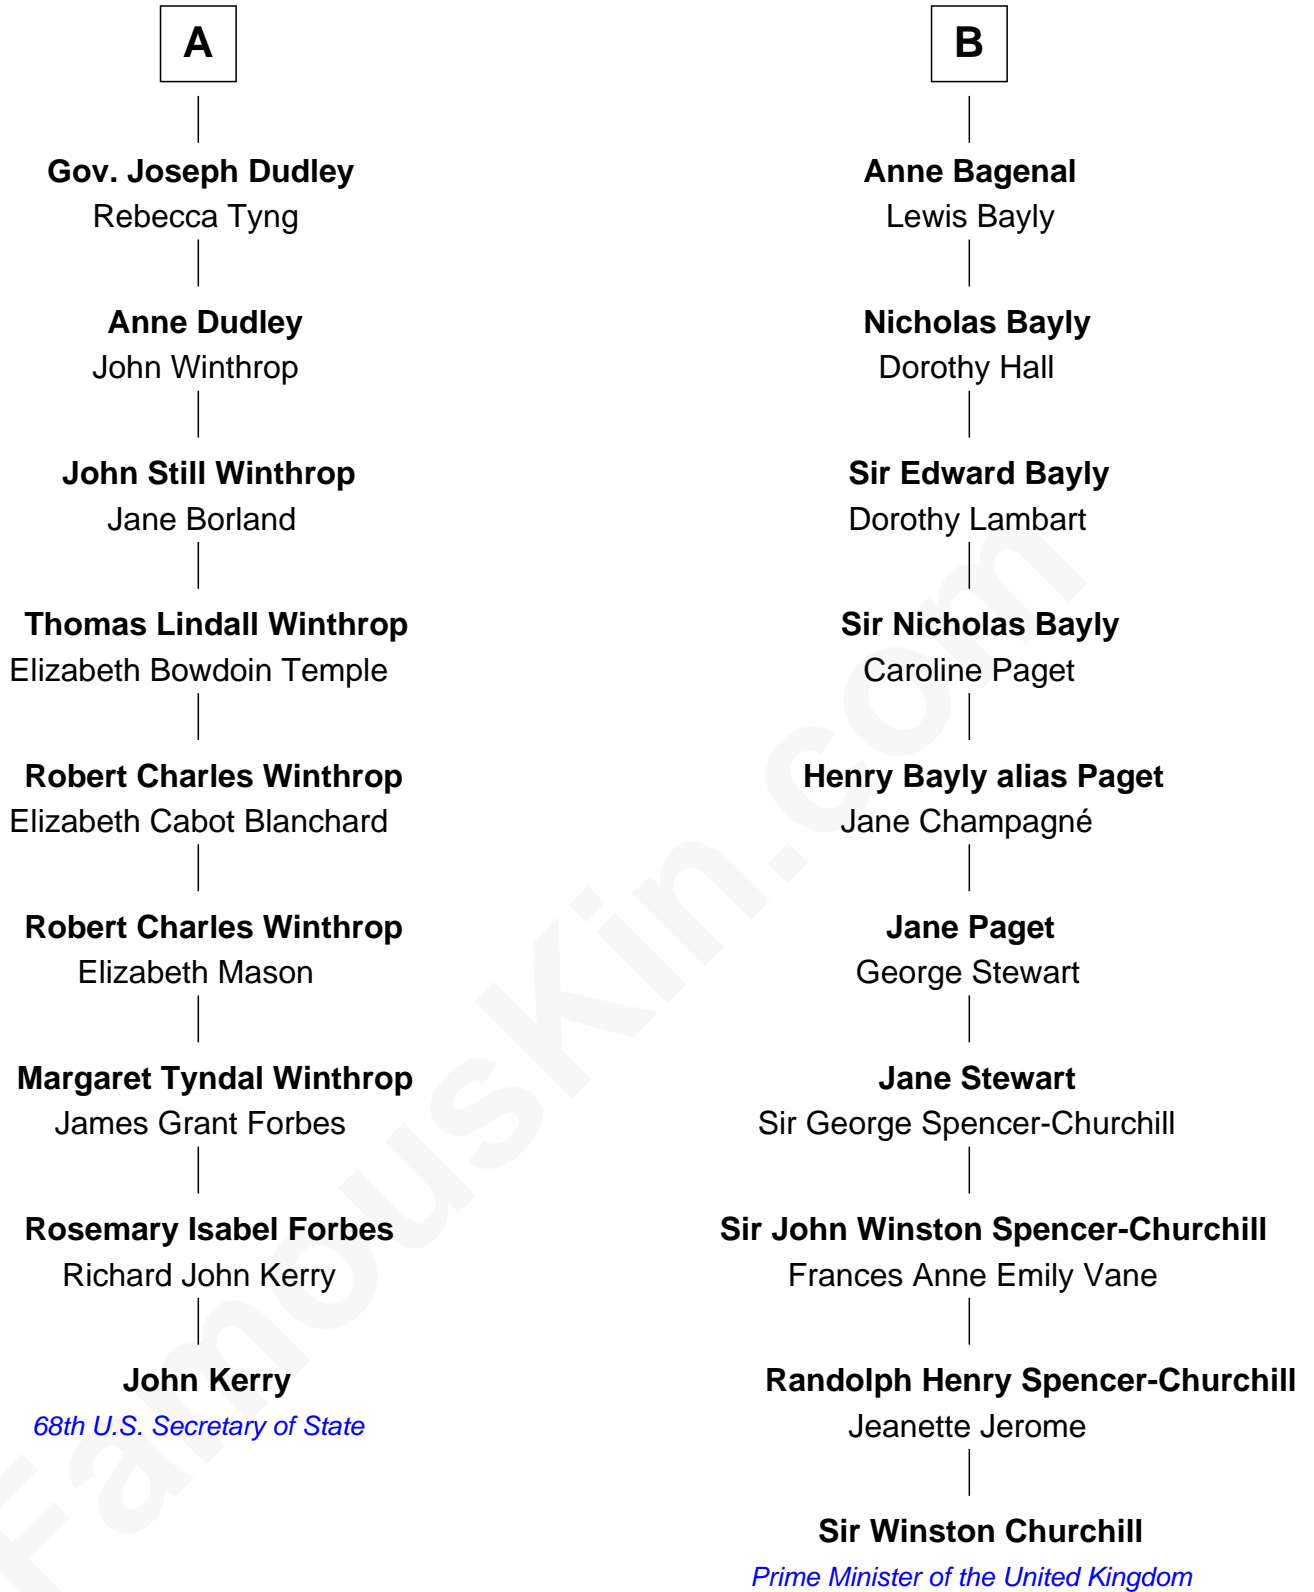 A
Gov. Joseph Dudley
Rebecca Tyng
Anne Dudley
John Winthrop
John Still Winthrop
Jane Borland
Thomas Lindall Winthrop
Elizabeth Bowdoin Temple
Robert Charles Winthrop
Elizabeth Cabot Blanchard
Robert Charles Winthrop
Elizabeth Mason
Margaret Tyndal Winthrop
James Grant Forbes
Rosemary Isabel Forbes
Richard John Kerry
John Kerry
68th U.S. Secretary of State
B
Anne Bagenal
Lewis Bayly
Nicholas Bayly
Dorothy Hall
Sir Edward Bayly
Dorothy Lambart
Sir Nicholas Bayly
Caroline Paget
Henry Bayly alias Paget
Jane Champagné
Jane Paget
George Stewart
Jane Stewart
Sir George Spencer-Churchill
Sir John Winston Spencer-Churchill
Frances Anne Emily Vane
Randolph Henry Spencer-Churchill
Jeanette Jerome
Sir Winston Churchill
Prime Minister of the United Kingdom
FamousKin.com